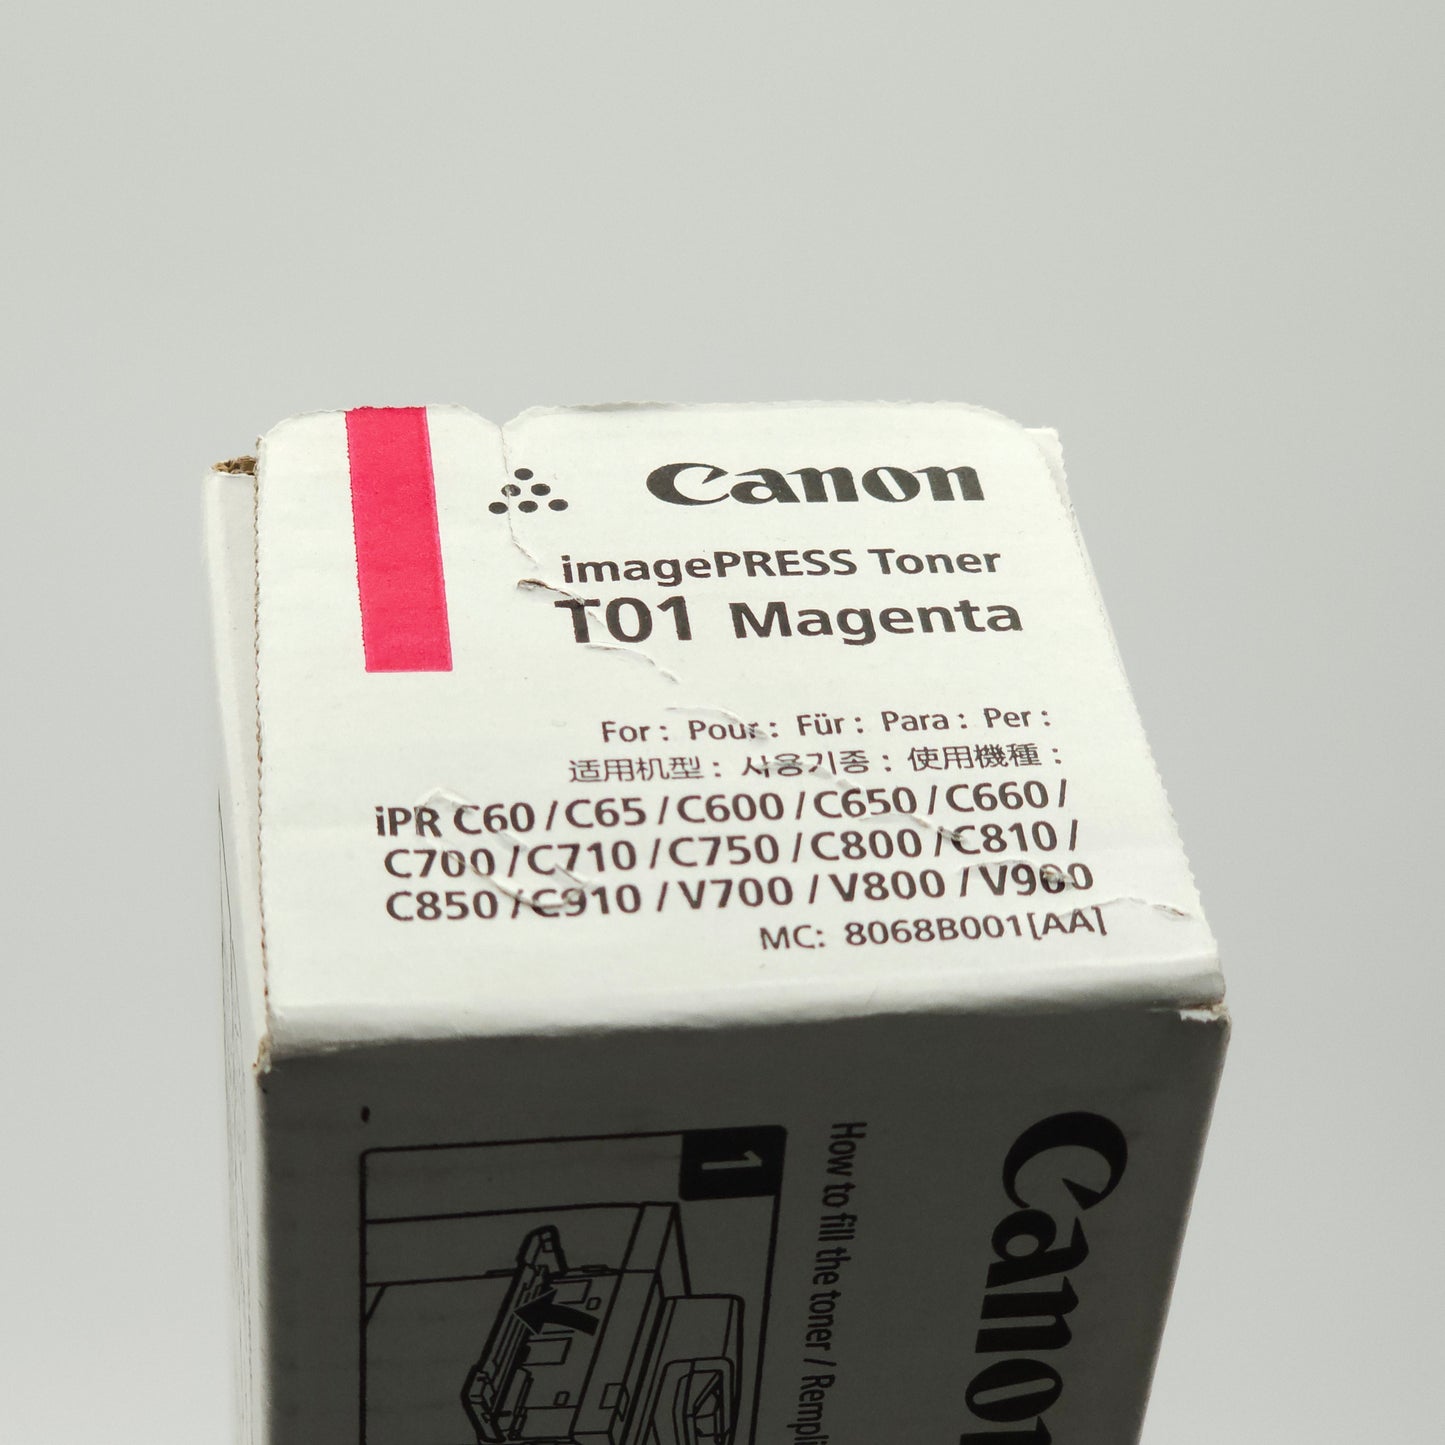 Canon
imagePRESS Toner
T01 Magenta
For : Pour : Für : Para : Per :
适用机型 : 사용기종 : 使用機種 :
iPR C60 / C65 / C600 / C650 / C660 /
C700 / C710 / C750 / C800 / C810 /
C850 / C910 / V700 / V800 / V900
MC: 8068B001[AA]
Canon
How to fill the toner /
1